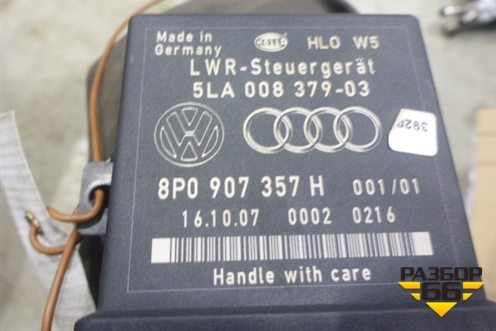 Made in
Germany
HELLA
HLO W5
LWR-Steuergerät
5LA 008 379-03
382P
8P0 907 357 H 001/01
16.10.07 0002 0216
Handle with care
РАЗБОР
66